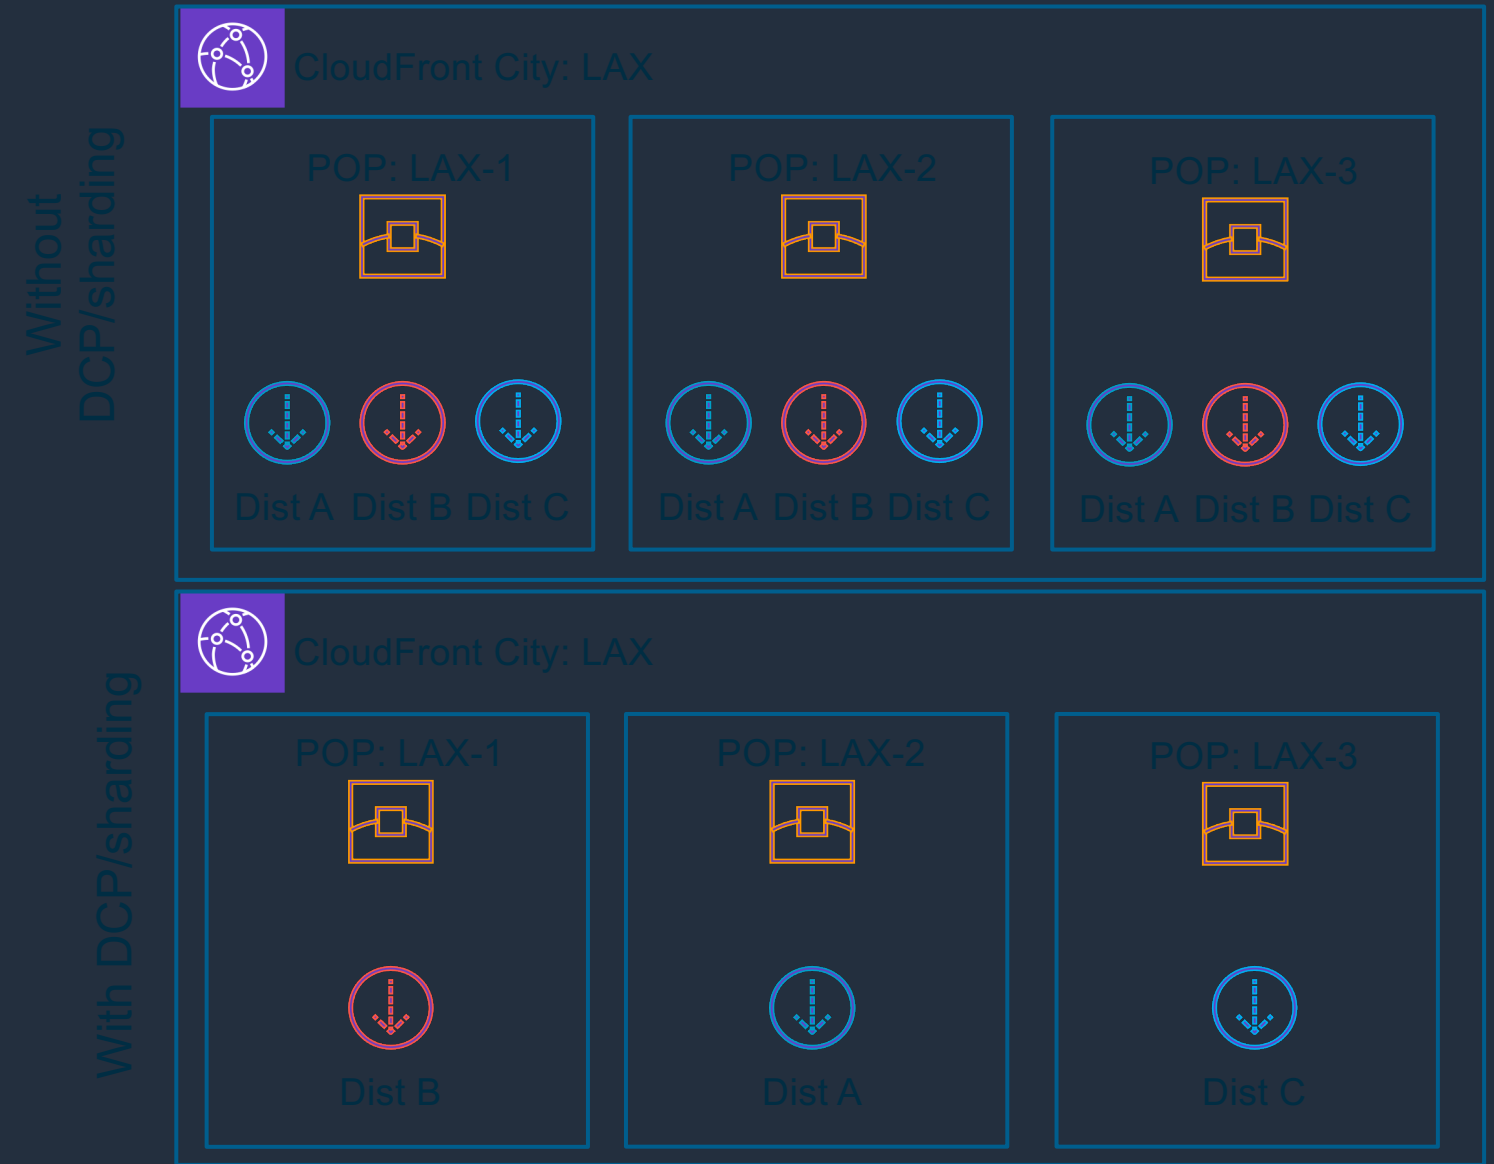 Without
DCP/sharding
CloudFront City: LAX
POP: LAX-1
POP: LAX-2
POP: LAX-3
Dist A
Dist B
Dist C
Dist A
Dist B
Dist C
Dist A
Dist B
Dist C
With DCP/sharding
CloudFront City: LAX
POP: LAX-1
POP: LAX-2
POP: LAX-3
Dist B
Dist A
Dist C